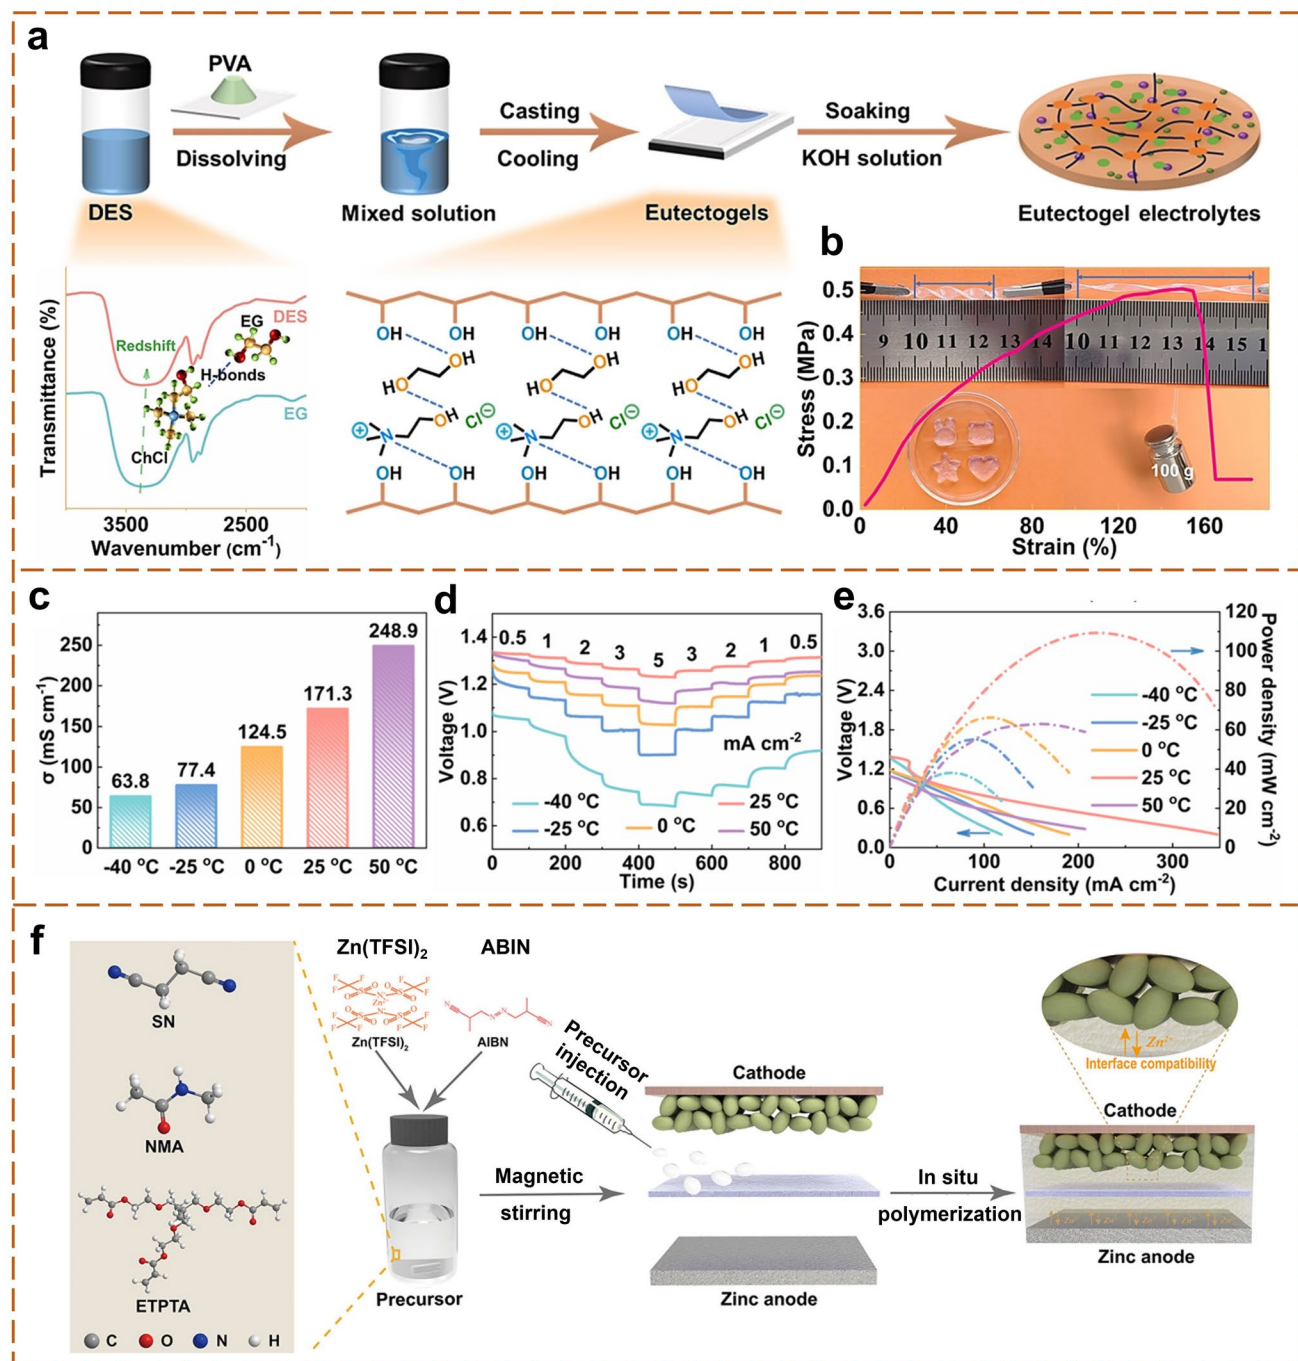 a
PVA
Dissolving
Casting
Cooling
Soaking
KOH solution
DES
Mixed solution
Eutectogels
Eutectogel electrolytes
Transmittance (%)
DES
EG
Redshift
H-bonds
ChCl
EG
3500 2500
Wavenumber (cm⁻¹)
OH OH OH OH OH OH
OH OH OH
HO HO HO
OH Cl⊖ OH Cl⊖ OH Cl⊖
⊕ N ⊕ N ⊕ N
OH OH OH OH OH OH
b
Stress (MPa)
0.5
0.4
0.3
0.2
0.1
0.0
9 10 11 12 13 14 10 11 12 13 14 15 1
100 g
0 40 80 120 160
Strain (%)
c
σ (mS cm⁻¹)
250
200
150
100
50
0
63.8
77.4
124.5
171.3
248.9
-40 °C -25 °C 0 °C 25 °C 50 °C
d
Voltage (V)
1.4
1.2
1.0
0.8
0.6
0.5 1 2 3 5 3 2 1 0.5
mA cm⁻²
-40 °C
-25 °C
0 °C
25 °C
50 °C
0 200 400 600 800
Time (s)
e
Voltage (V)
3.6
3.0
2.4
1.8
1.2
0.6
0.0
120
100
80
60
40
20
0
Power density (mW cm⁻²)
-40 °C
-25 °C
0 °C
25 °C
50 °C
0 100 200 300
Current density (mA cm⁻²)
f
SN
NMA
ETPTA
C O N H
Zn(TFSI)₂
ABIN
Zn(TFSI)₂
AIBN
Precursor
Magnetic
stirring
Precursor
injection
Cathode
Zinc anode
In situ
polymerization
Zn²⁺
Interface compatibility
Cathode
Zn²⁺ Zn²⁺ Zn²⁺ Zn²⁺ Zn²⁺
Zinc anode